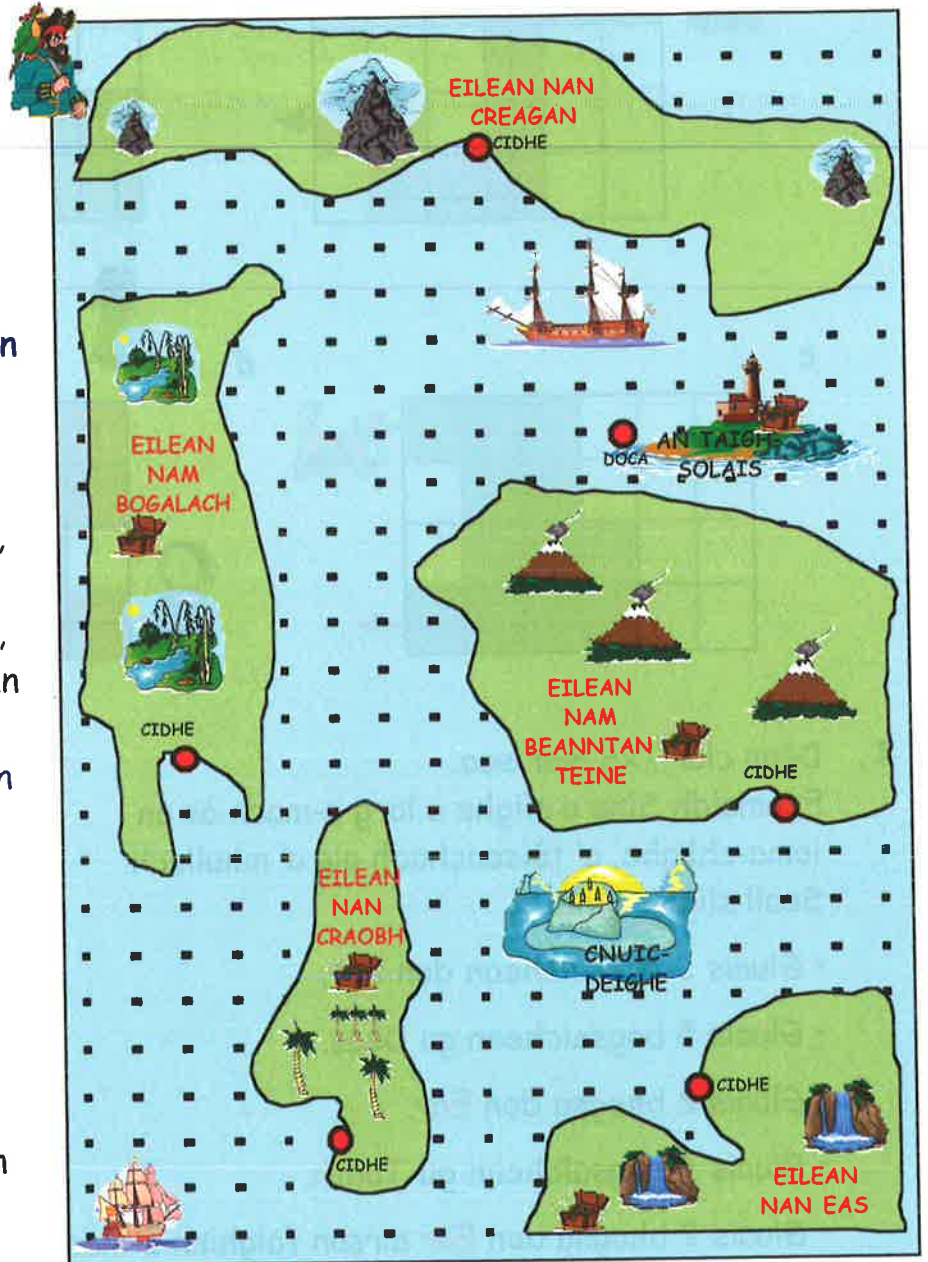 EILEAN NAN
CREAGAN
CIDHE
EILEAN
NAM
BOGALACH
CIDHE
DOCA
AN TAIGH-
SOLAIS
EILEAN
NAM
BEANNTAN
TEINE
CIDHE
EILEAN
NAN
CRAOBH
CIDHE
CNUIC-
DEIGHE
CIDHE
EILEAN
NAN EAS